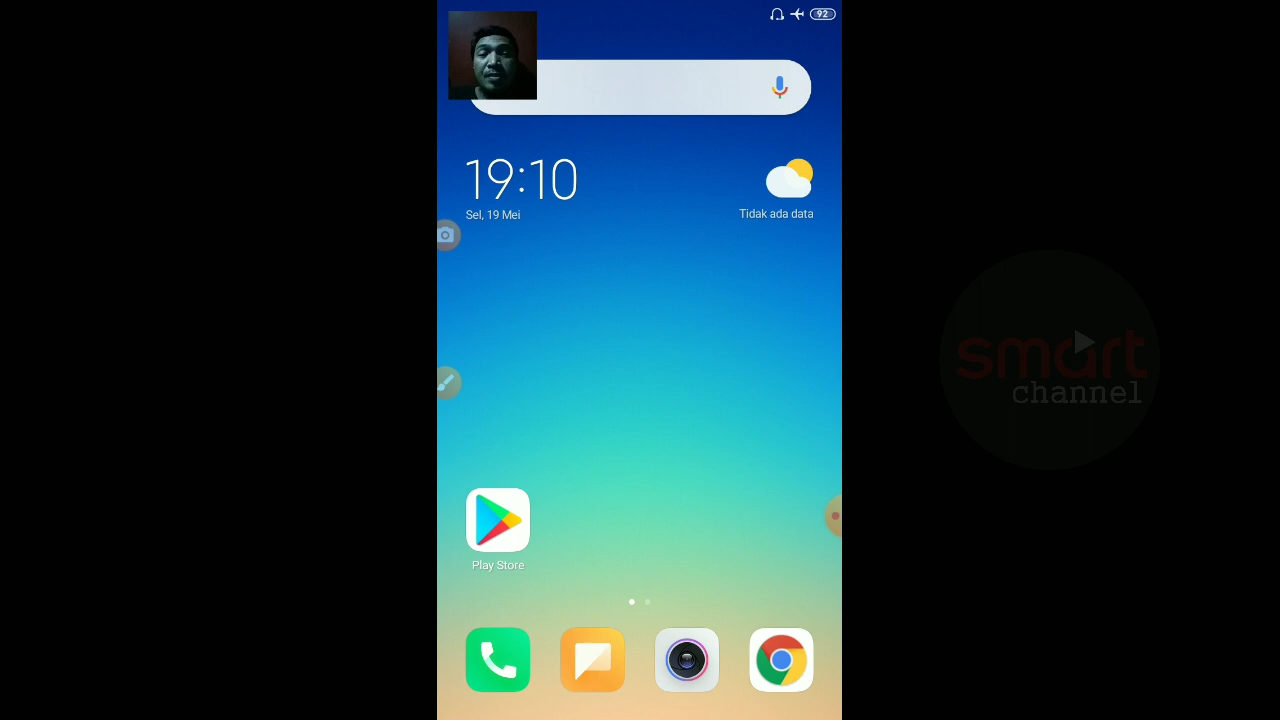 92
19:10
Sel, 19 Mei
Tidak ada data
smart
channel
Play Store